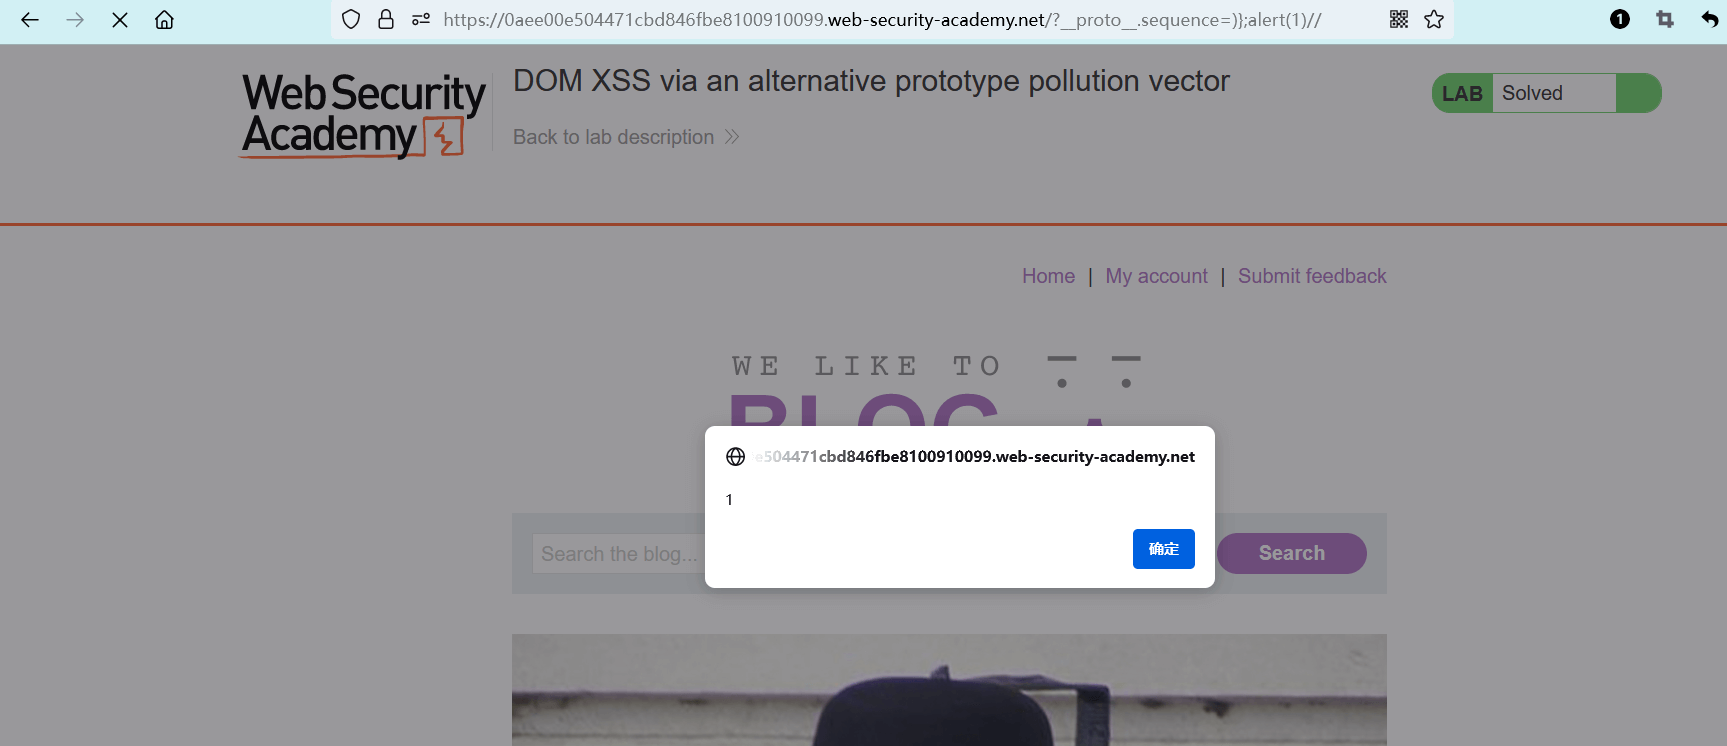 https://0aee00e504471cbd846fbe8100910099.web-security-academy.net/?__proto__.sequence=)};alert(1)//
1
Web Security
Academy
DOM XSS via an alternative prototype pollution vector
Back to lab description
LAB Solved
Home | My account | Submit feedback
WE LIKE TO
BLOG
e504471cbd846fbe8100910099.web-security-academy.net
1
确定
Search the blog...
Search